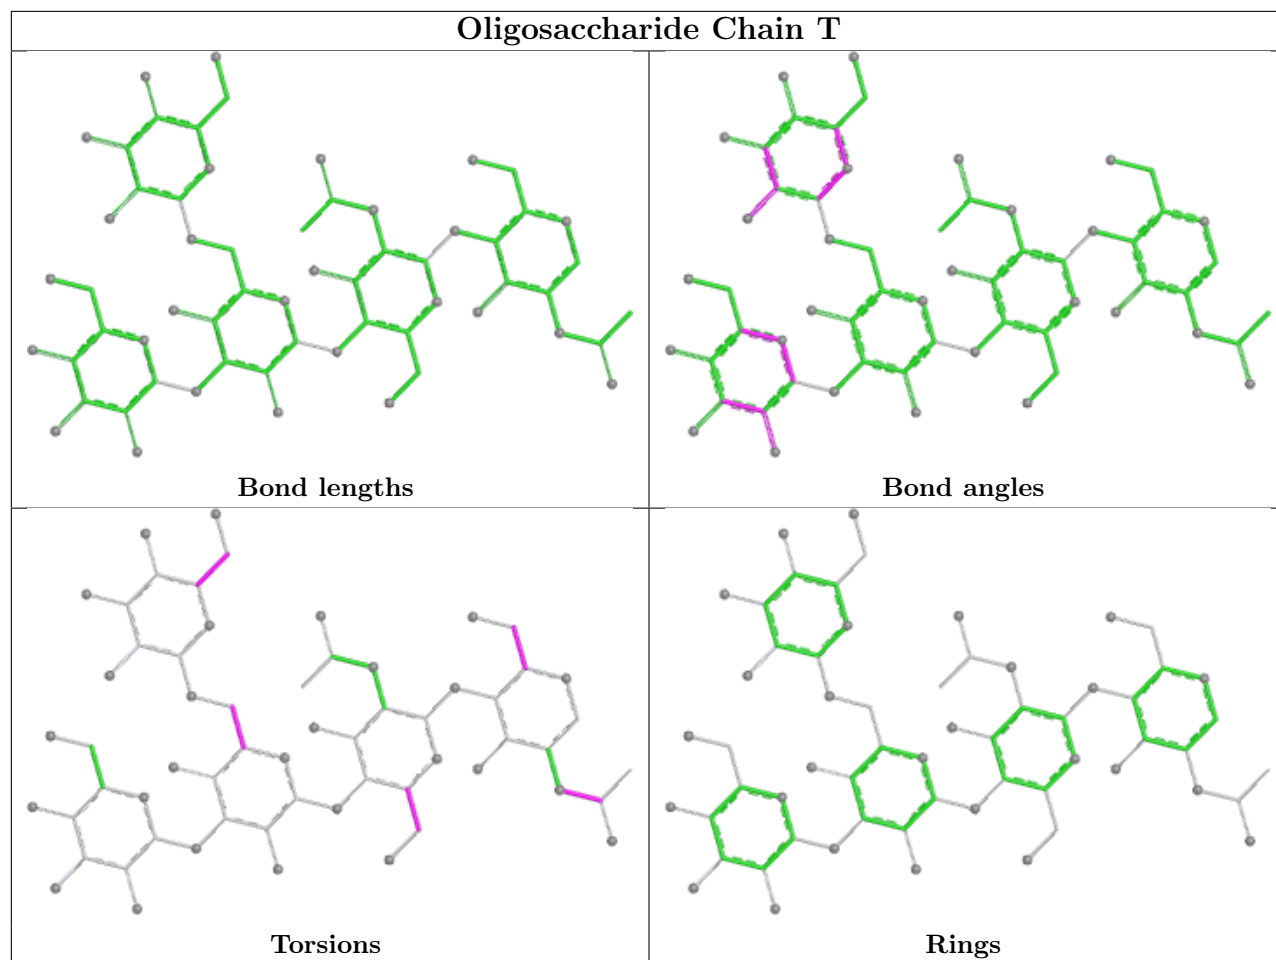 Oligosaccharide Chain T
Bond lengths
Bond angles
Torsions
Rings